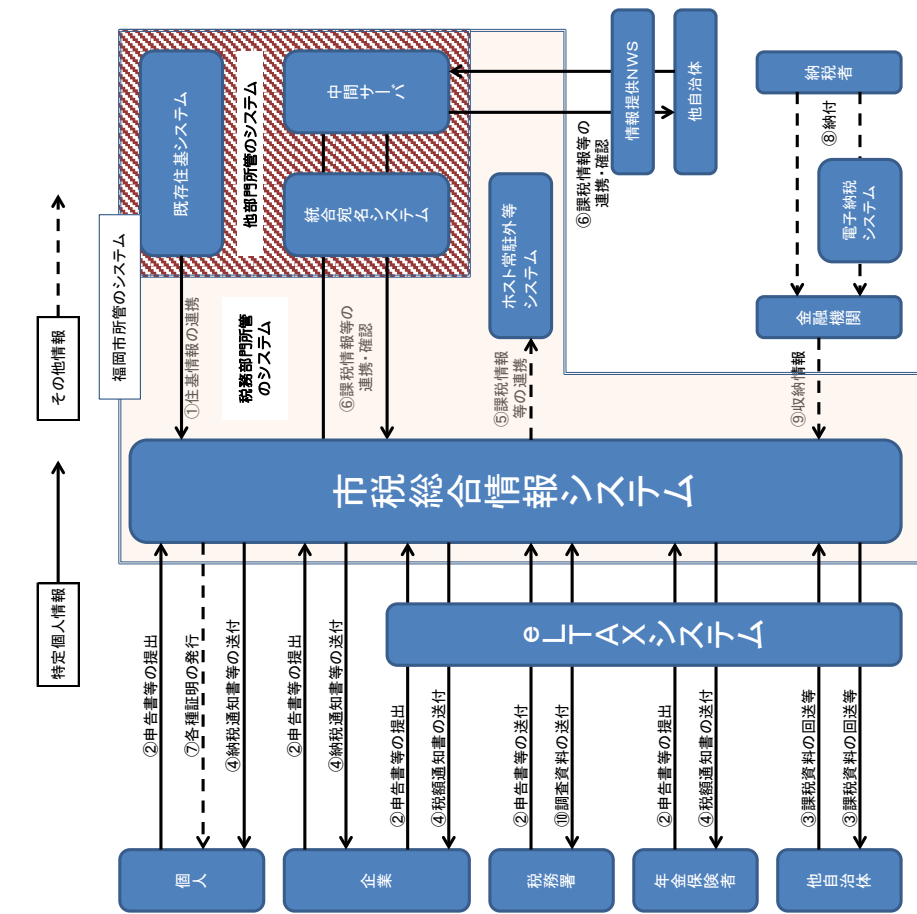 特定個人情報
その他情報
福岡市所管のシステム
個人
企業
税務署
年金保険者
他自治体
②申告書等の提出
⑦各種証明の発行
④納税通知書等の送付
②申告書等の提出
④納税通知書等の送付
②申告書等の提出
④税額通知書の送付
②申告書等の送付
⑩調査資料の送付
②申告書等の提出
④税額通知書の送付
③課税資料の回送等
③課税資料の回送等
eLTAXシステム
市税総合情報システム
①住基情報の連携
税務部門所管
のシステム
⑥課税情報等の
連携・確認
⑤課税情報
等の連携
⑨収納情報
既存住基システム
他部門所管のシステム
統合宛名システム
中間サーバ
ホスト常駐外等
システム
⑥課税情報等の
連携・確認
情報提供NWS
他自治体
金融機関
電子納税
システム
⑧納付
納税者